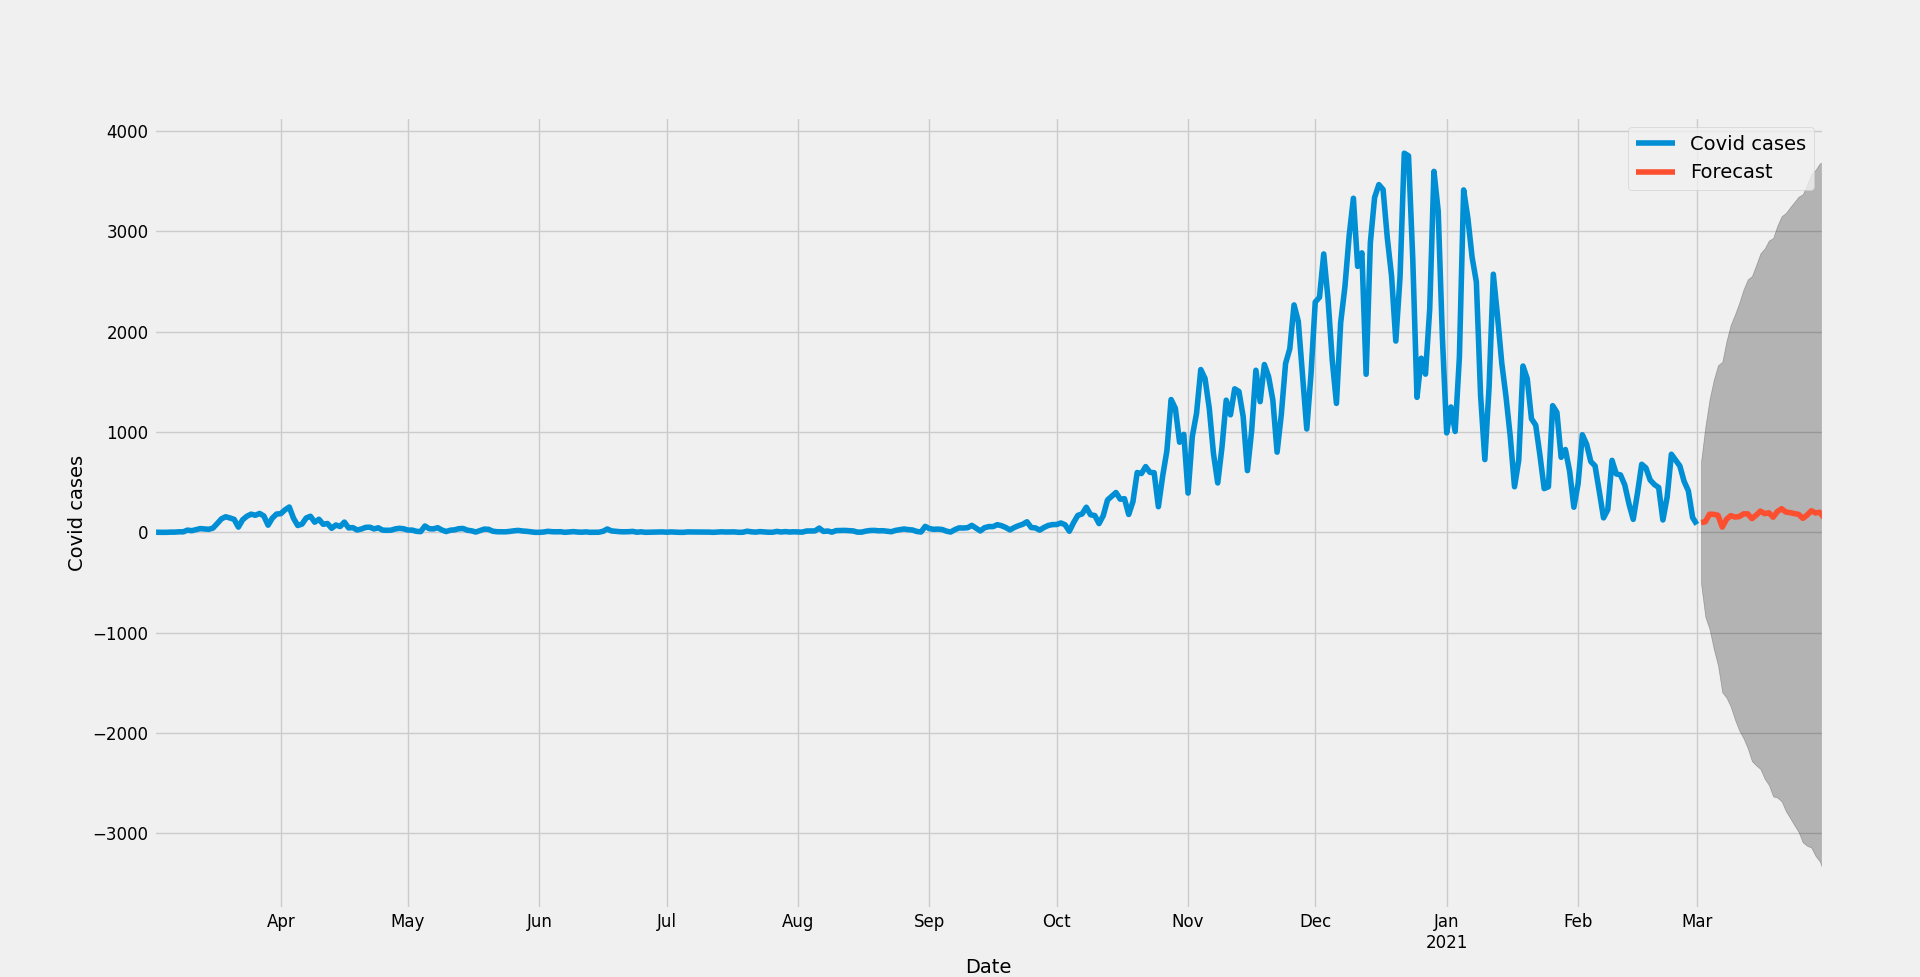 4000
3000
2000
1000
0
−1000
−2000
−3000
Covid cases
Covid cases
Forecast
Apr May Jun Jul Aug Sep Oct Nov Dec Jan Feb Mar
2021
Date